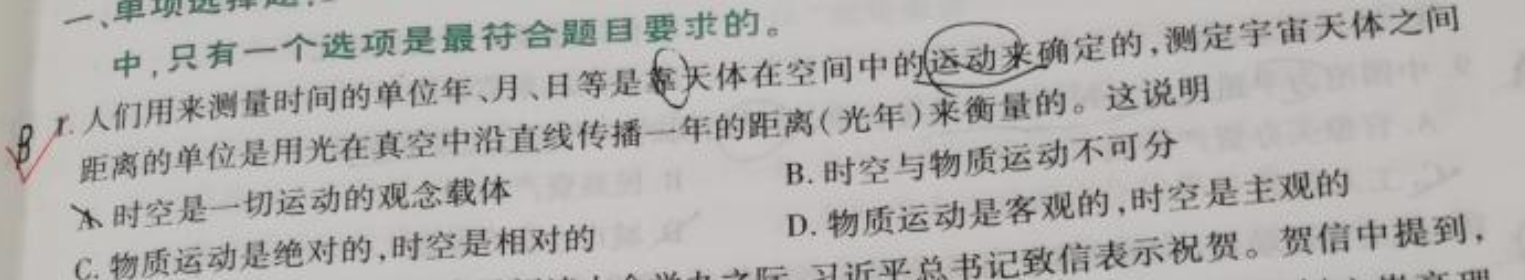 一、单项选择题
中,只有一个选项是最符合题目要求的。
B 1. 人们用来测量时间的单位年、月、日等是靠天体在空间中的运动来确定的,测定宇宙天体之间
距离的单位是用光在真空中沿直线传播一年的距离(光年)来衡量的。这说明
A. 时空是一切运动的观念载体 B. 时空与物质运动不可分
C. 物质运动是绝对的,时空是相对的 D. 物质运动是客观的,时空是主观的
习近平总书记致信表示祝贺。贺信中提到,